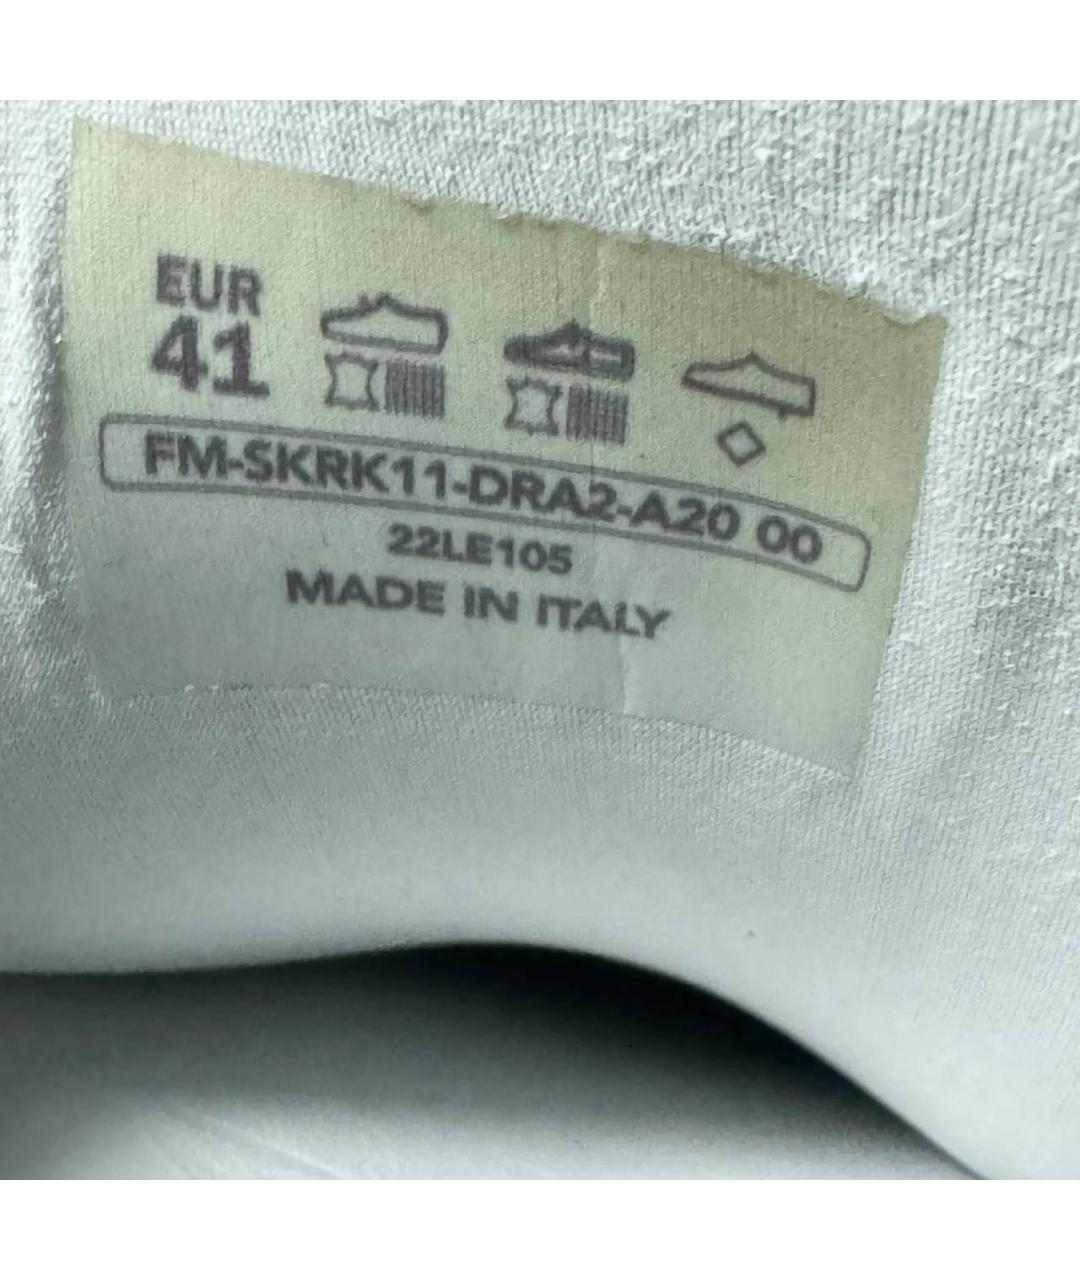 EUR
41
FM-SKRK11-DRA2-A20 00
22LE105
MADE IN ITALY